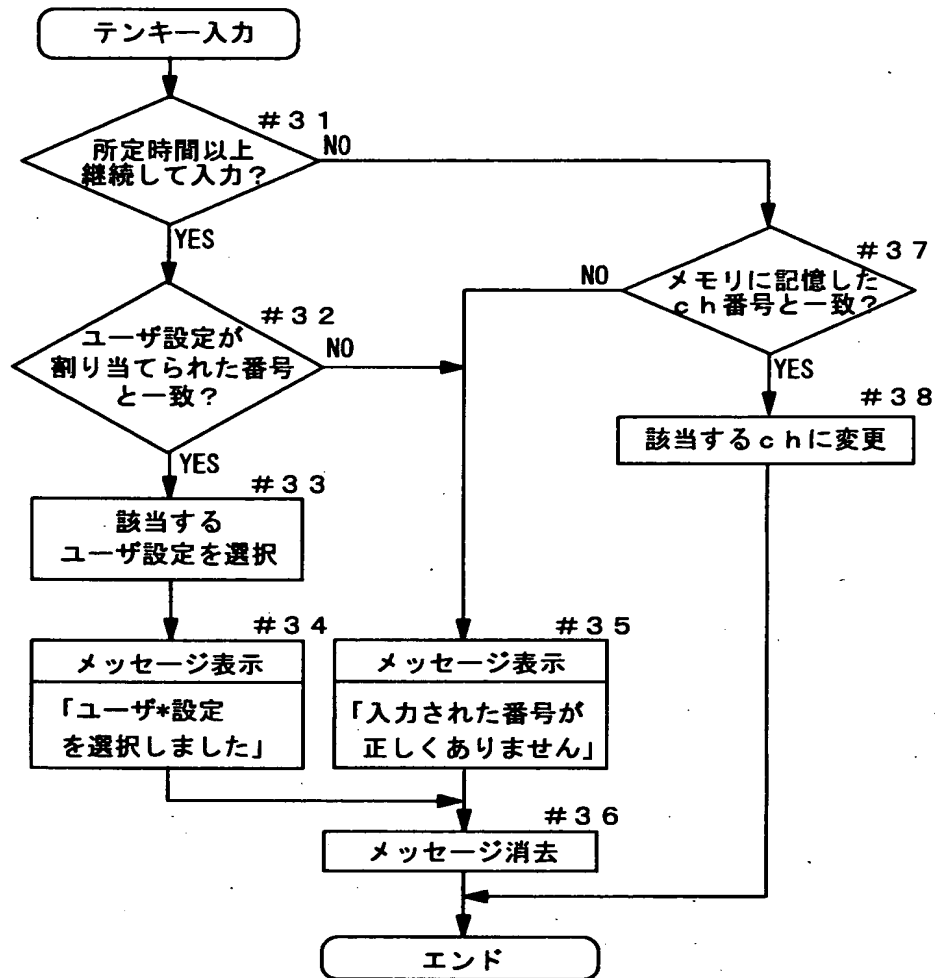 テンキー入力
#31
所定時間以上
継続して入力？
NO
YES
#37
メモリに記憶した
ch番号と一致？
NO
YES
#32
ユーザ設定が
割り当てられた番号
と一致？
NO
YES
#38
該当するchに変更
#33
該当する
ユーザ設定を選択
#34
メッセージ表示
「ユーザ*設定
を選択しました」
#35
メッセージ表示
「入力された番号が
正しくありません」
#36
メッセージ消去
エンド